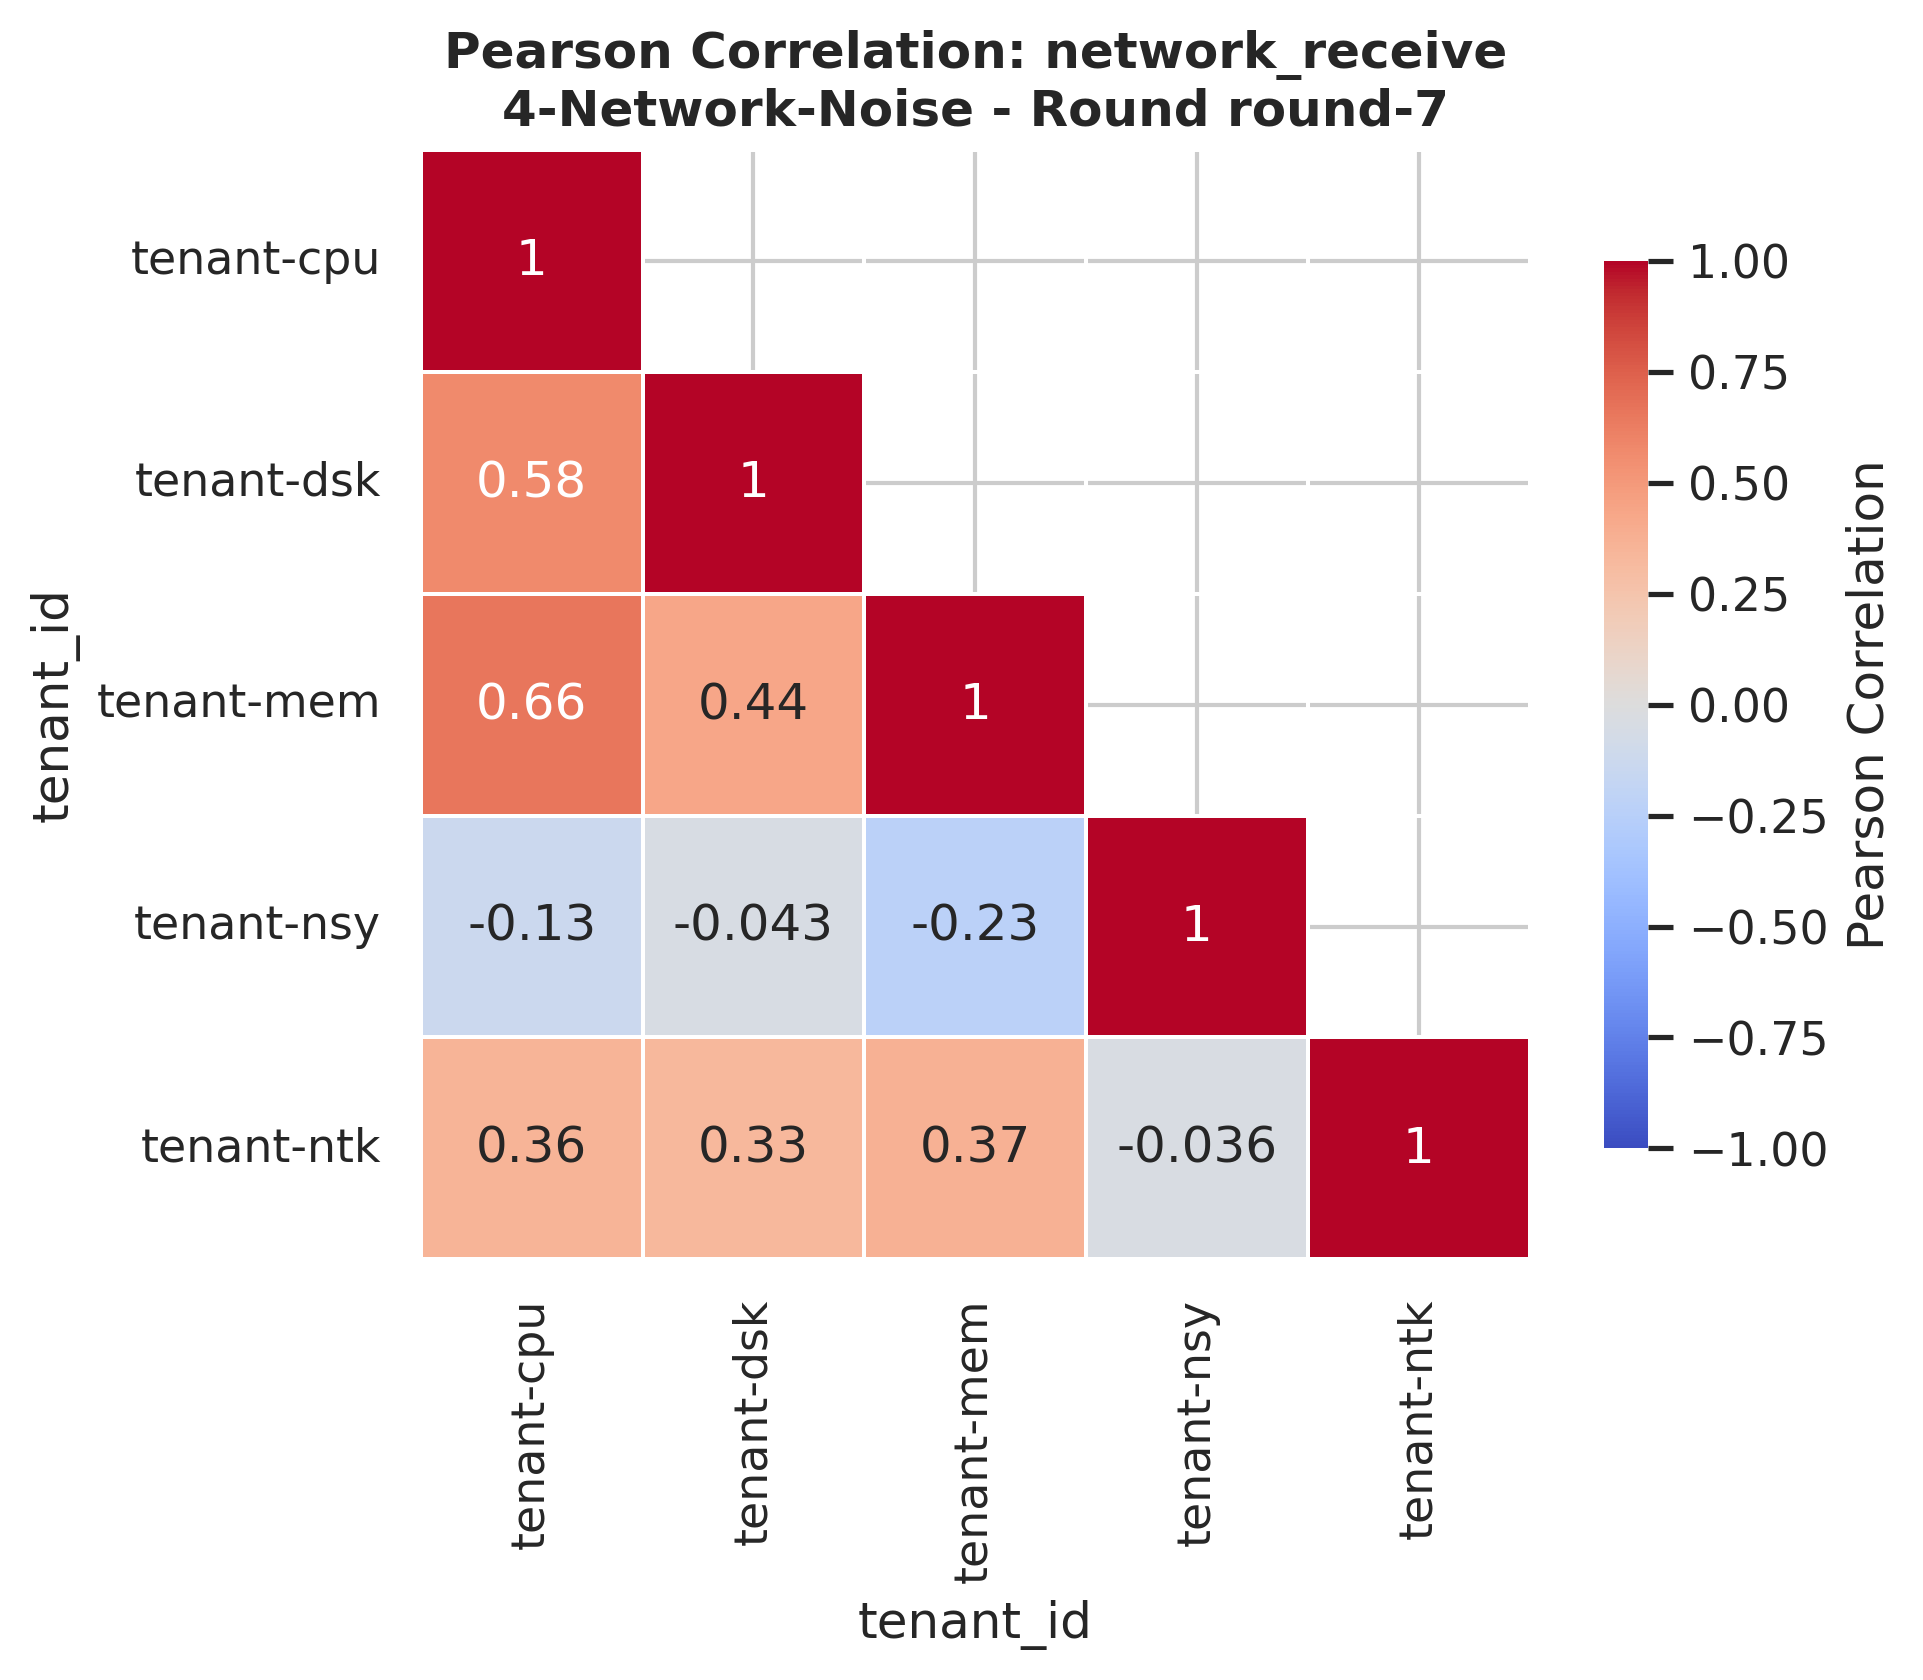 Pearson Correlation: network_receive
4-Network-Noise - Round round-7
tenant_id
tenant-cpu
1
tenant-dsk
0.58 1
tenant-mem
0.66 0.44 1
tenant-nsy
-0.13 -0.043 -0.23 1
tenant-ntk
0.36 0.33 0.37 -0.036 1
tenant-cpu
tenant-dsk
tenant-mem
tenant-nsy
tenant-ntk
tenant_id
1.00
0.75
0.50
0.25
0.00
−0.25
−0.50
−0.75
−1.00
Pearson Correlation